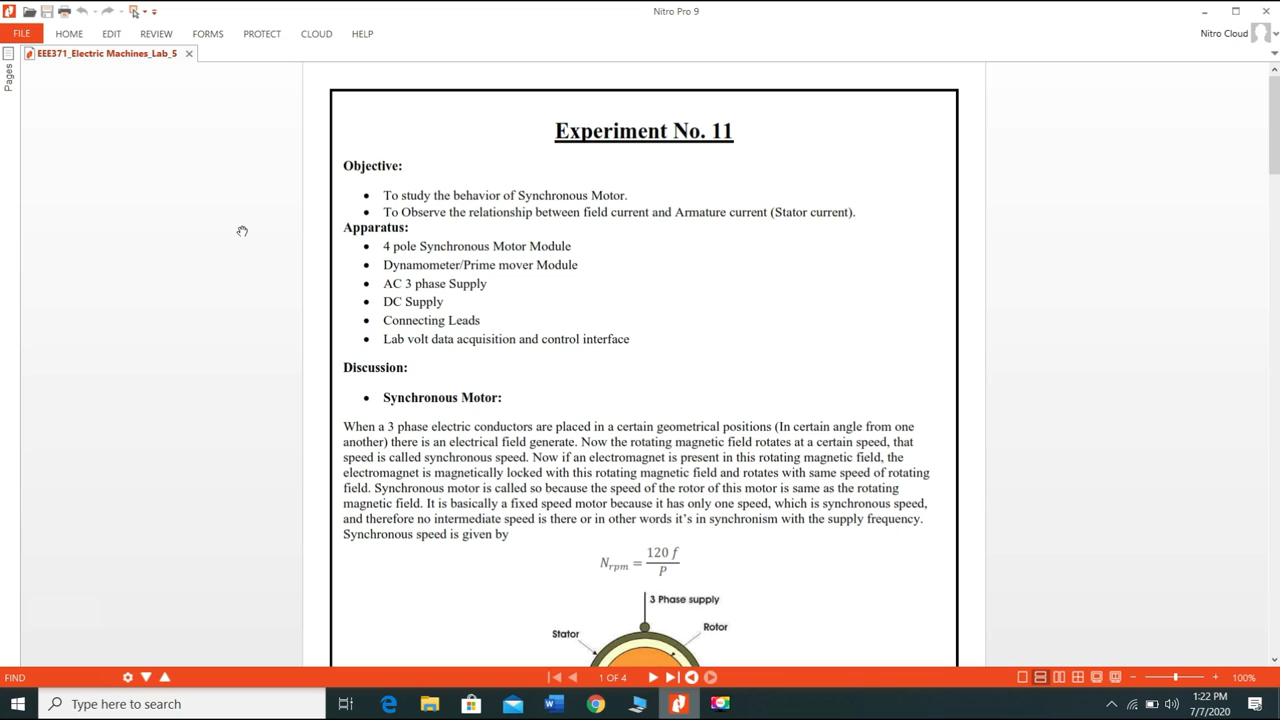 Nitro Pro 9
FILE HOME EDIT REVIEW FORMS PROTECT CLOUD HELP Nitro Cloud
EEE371_Electric Machines_Lab_5
Pages
Experiment No. 11
Objective:
• To study the behavior of Synchronous Motor.
• To Observe the relationship between field current and Armature current (Stator current).
Apparatus:
• 4 pole Synchronous Motor Module
• Dynamometer/Prime mover Module
• AC 3 phase Supply
• DC Supply
• Connecting Leads
• Lab volt data acquisition and control interface
Discussion:
• Synchronous Motor:
When a 3 phase electric conductors are placed in a certain geometrical positions (In certain angle from one
another) there is an electrical field generate. Now the rotating magnetic field rotates at a certain speed, that
speed is called synchronous speed. Now if an electromagnet is present in this rotating magnetic field, the
electromagnet is magnetically locked with this rotating magnetic field and rotates with same speed of rotating
field. Synchronous motor is called so because the speed of the rotor of this motor is same as the rotating
magnetic field. It is basically a fixed speed motor because it has only one speed, which is synchronous speed,
and therefore no intermediate speed is there or in other words it's in synchronism with the supply frequency.
Synchronous speed is given by
N_rpm = 120 f / P
3 Phase supply
Stator
Rotor
FIND 1 OF 4 100%
Type here to search
1:22 PM
7/7/2020